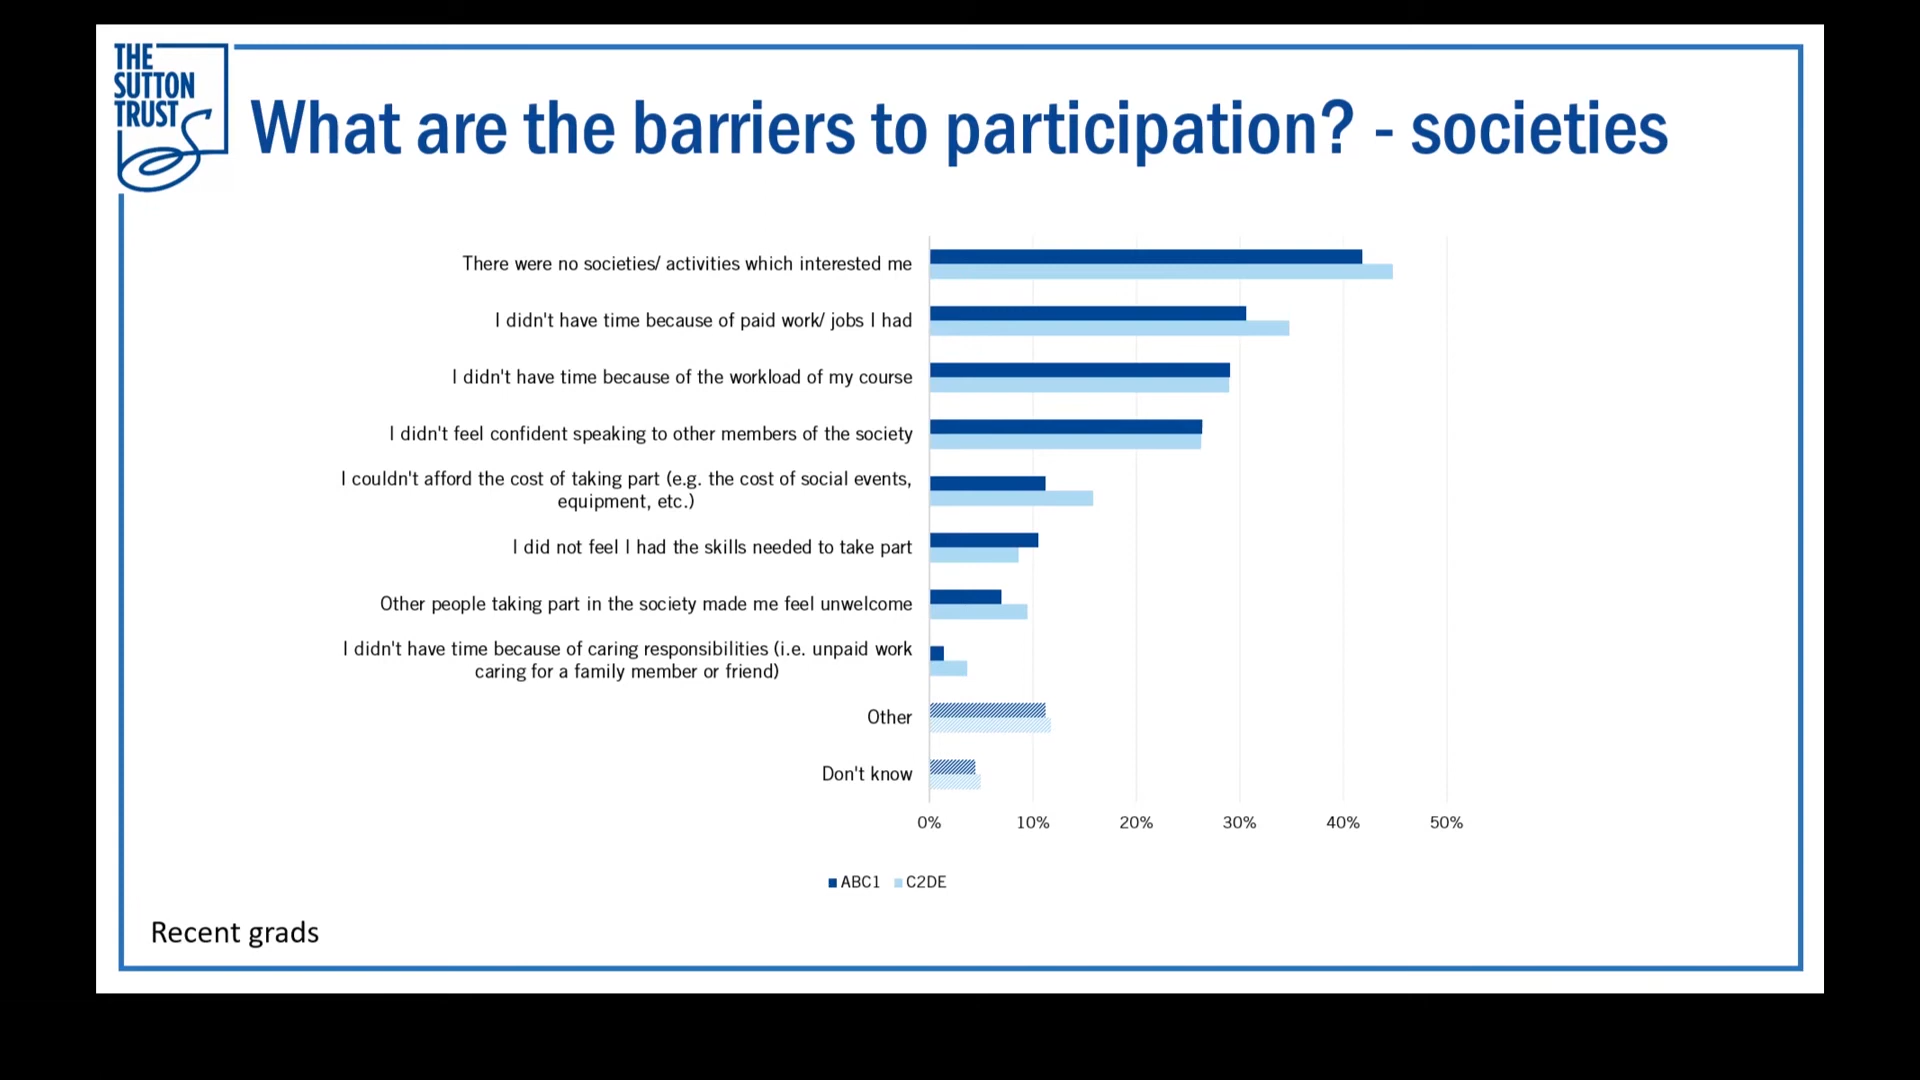 THE
SUTTON
TRUST
What are the barriers to participation? - societies
There were no societies/ activities which interested me
I didn't have time because of paid work/ jobs I had
I didn't have time because of the workload of my course
I didn't feel confident speaking to other members of the society
I couldn't afford the cost of taking part (e.g. the cost of social events,
equipment, etc.)
I did not feel I had the skills needed to take part
Other people taking part in the society made me feel unwelcome
I didn't have time because of caring responsibilities (i.e. unpaid work
caring for a family member or friend)
Other
Don't know
0% 10% 20% 30% 40% 50%
ABC1 C2DE
Recent grads